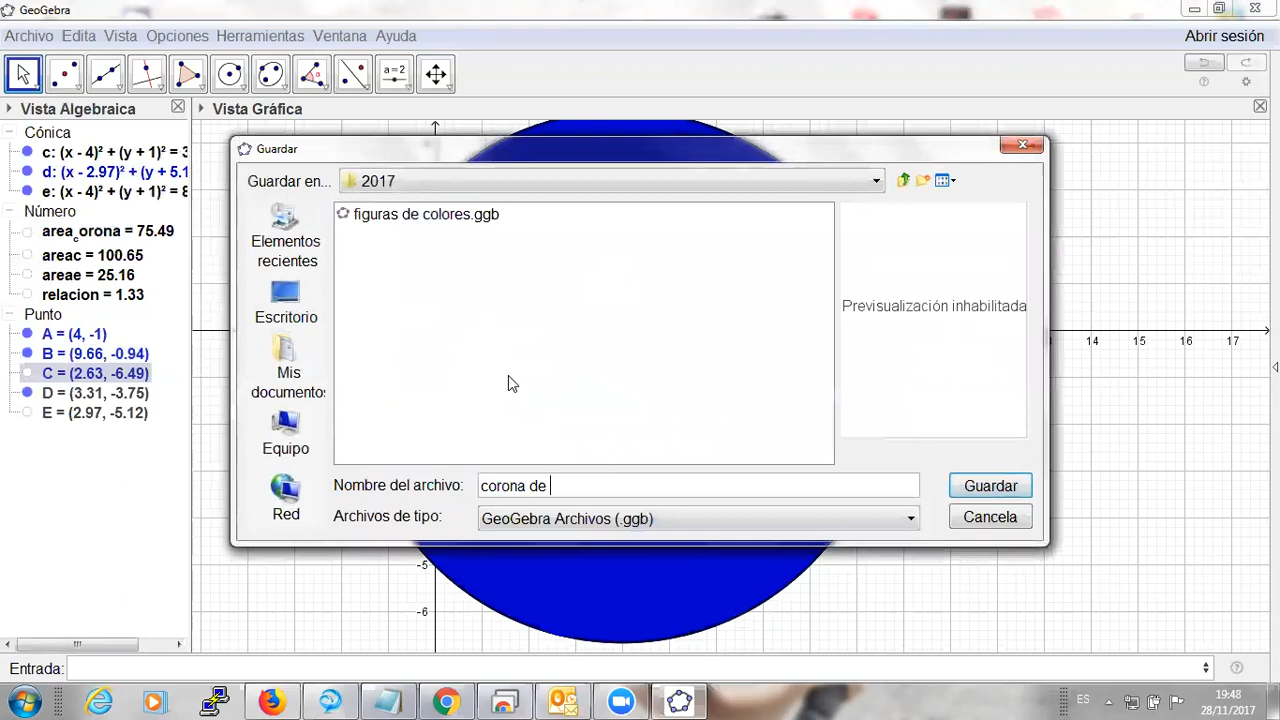 GeoGebra
Archivo Edita Vista Opciones Herramientas Ventana Ayuda Abrir sesión
a=2
Vista Algebraica Vista Gráfica
Cónica
c: (x - 4)² + (y + 1)² = 3
d: (x - 2.97)² + (y + 5.1
e: (x - 4)² + (y + 1)² = 8
Número
area_corona = 75.49
areac = 100.65
areae = 25.16
relacion = 1.33
Punto
A = (4, -1)
B = (9.66, -0.94)
C = (2.63, -6.49)
D = (3.31, -3.75)
E = (2.97, -5.12)
Guardar
Guardar en... 2017
figuras de colores.ggb
Elementos
recientes
Escritorio
Mis
documentos
Equipo
Red
Previsualización inhabilitada
Nombre del archivo: corona de Guardar
Archivos de tipo: GeoGebra Archivos (.ggb) Cancela
14 15 16 17
-5
-6
Entrada:
ES 19:48
28/11/2017